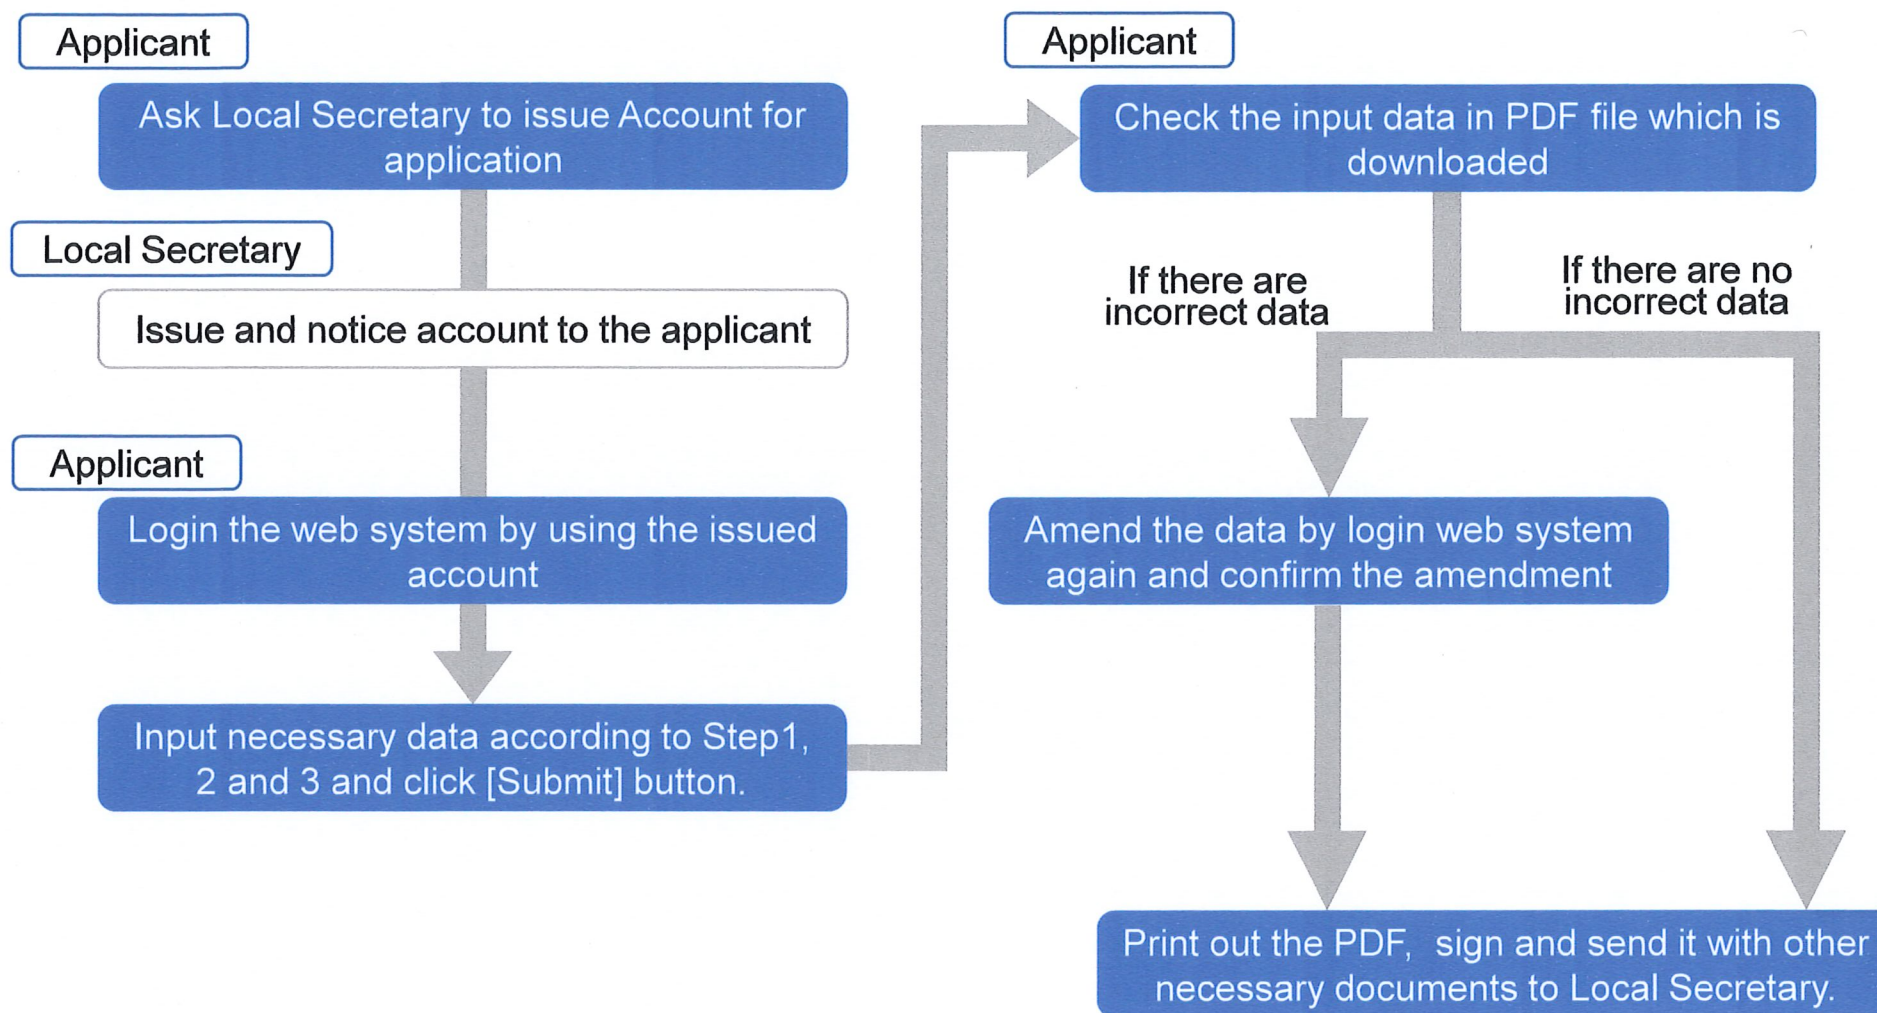 Applicant
Ask Local Secretary to issue Account for
application
Local Secretary
Issue and notice account to the applicant
Applicant
Login the web system by using the issued
account
Input necessary data according to Step1,
2 and 3 and click [Submit] button.
Applicant
Check the input data in PDF file which is
downloaded
If there are
incorrect data
If there are no
incorrect data
Amend the data by login web system
again and confirm the amendment
Print out the PDF, sign and send it with other
necessary documents to Local Secretary.